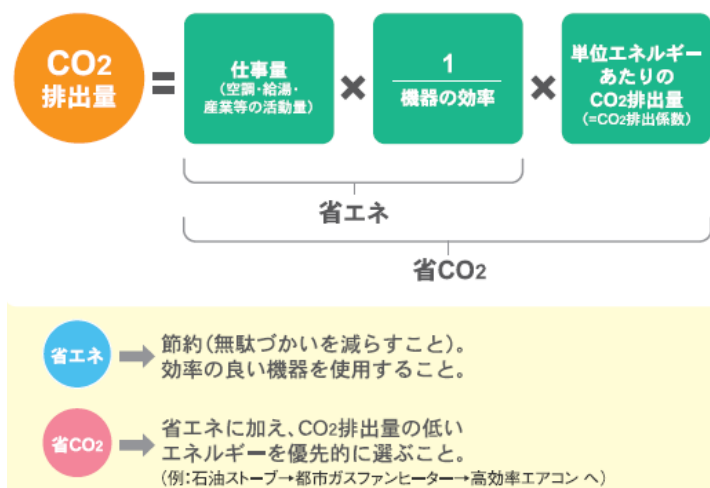 CO2
排出量
=
仕事量
(空調・給湯・
産業等の活動量)
×
1
機器の効率
×
単位エネルギー
あたりの
CO2排出量
(=CO2排出係数)
省エネ
省CO2
省エネ
節約(無駄づかいを減らすこと)。
効率の良い機器を使用すること。
省CO2
省エネに加え、CO2排出量の低い
エネルギーを優先的に選ぶこと。
(例:石油ストーブ→都市ガスファンヒーター→高効率エアコン へ)